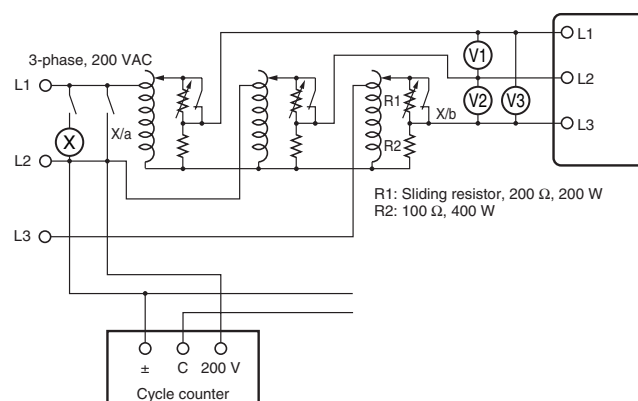 3-phase, 200 VAC
L1
L2
L3
X
X/a
R1
R2
X/b
V1
V2
V3
L1
L2
L3
R1: Sliding resistor, 200 Ω, 200 W
R2: 100 Ω, 400 W
± C 200 V
Cycle counter